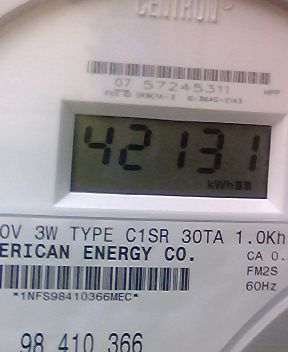 CENTRON®
07 57245311
42131
kWh
0V 3W TYPE C1SR 30TA 1.0Kh
ERICAN ENERGY CO.
CA 0.
FM2S
60Hz
*1NFS98410366MEC*
98 410 366